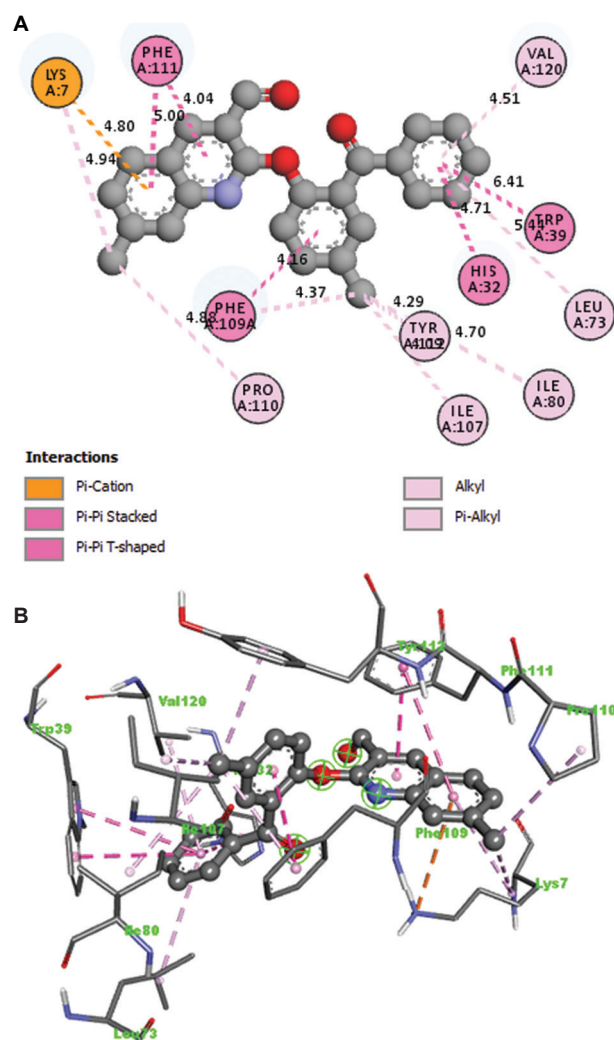 A
LYS
A:7
PHE
A:111
VAL
A:120
4.04
5.00
4.80
4.94
4.51
6.41
4.71
TRP
A:39
HIS
A:32
4.16
4.37
4.29
4.70
PHE
A:109A
4.88
TYR
LEU
A:73
PRO
A:110
ILE
A:107
ILE
A:80
Interactions
Pi-Cation
Pi-Pi Stacked
Pi-Pi T-shaped
Alkyl
Pi-Alkyl
B
Phe111
Val120
Trp39
Ile107
Phe109
Lys7
Ile80
Leu73